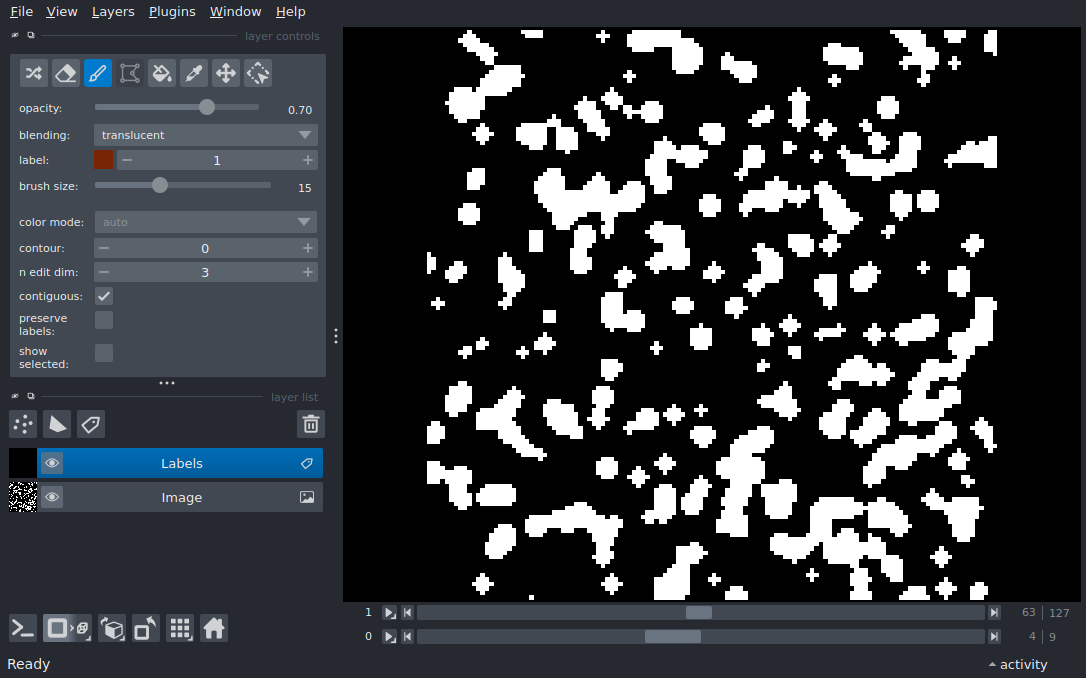 File View Layers Plugins Window Help
layer controls
opacity: 0.70
blending: translucent
label: 1
brush size: 15
color mode: auto
contour: 0
n edit dim: 3
contiguous:
preserve
labels:
show
selected:
layer list
Labels
Image
1 63 127
0 4 9
Ready activity